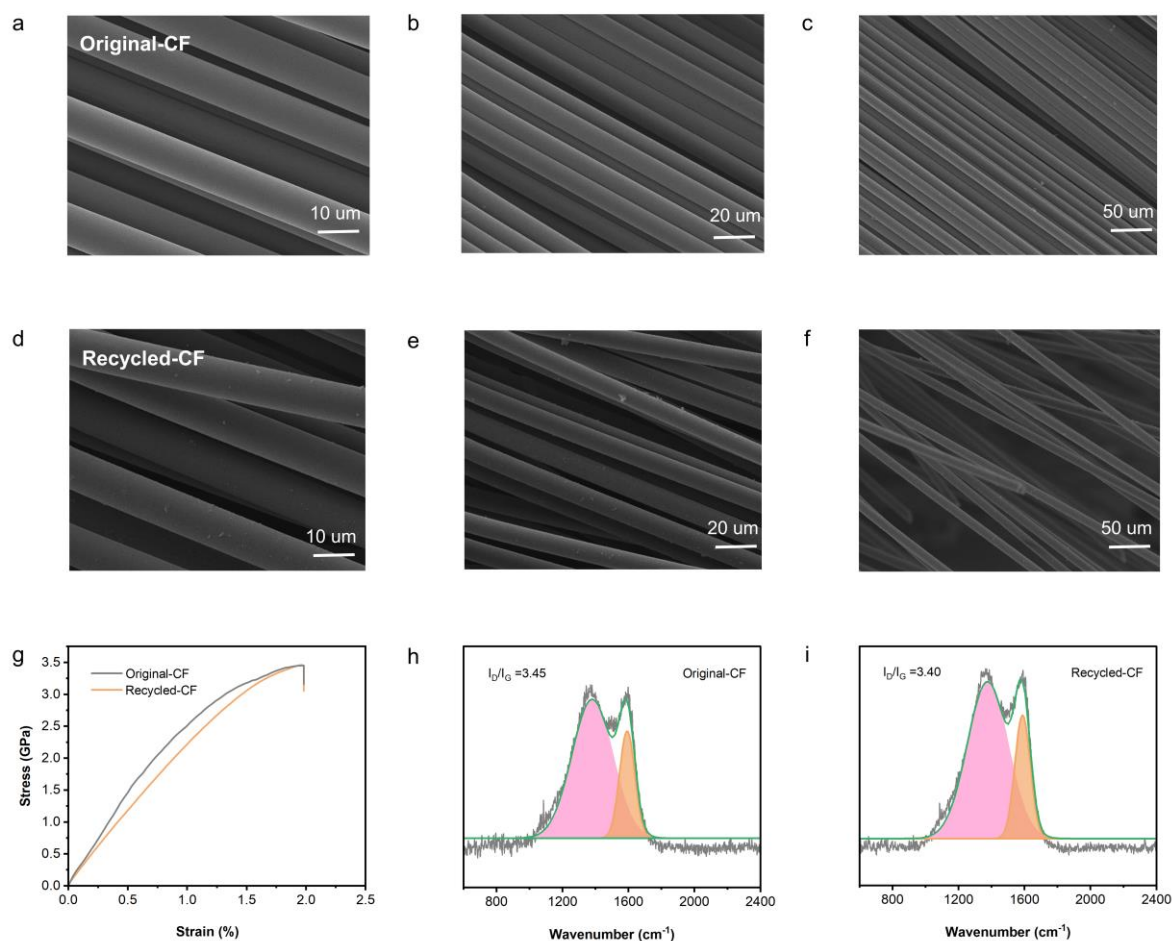 a
Original-CF
10 um
b
20 um
c
50 um
d
Recycled-CF
10 um
e
20 um
f
50 um
g
3.5
3.0
2.5
2.0
1.5
1.0
0.5
0.0
Stress (GPa)
Original-CF
Recycled-CF
0.0 0.5 1.0 1.5 2.0 2.5
Strain (%)
h
I_D/I_G =3.45
Original-CF
800 1200 1600 2000 2400
Wavenumber (cm⁻¹)
i
I_D/I_G =3.40
Recycled-CF
800 1200 1600 2000 2400
Wavenumber (cm⁻¹)